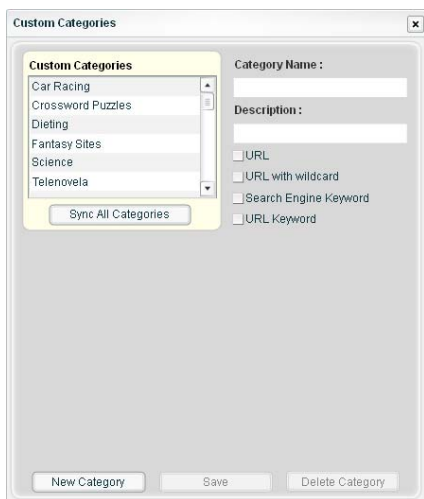 Custom Categories
Custom Categories
Car Racing
Crossword Puzzles
Dieting
Fantasy Sites
Science
Telenovela
Sync All Categories
Category Name :
Description :
URL
URL with wildcard
Search Engine Keyword
URL Keyword
New Category
Save
Delete Category